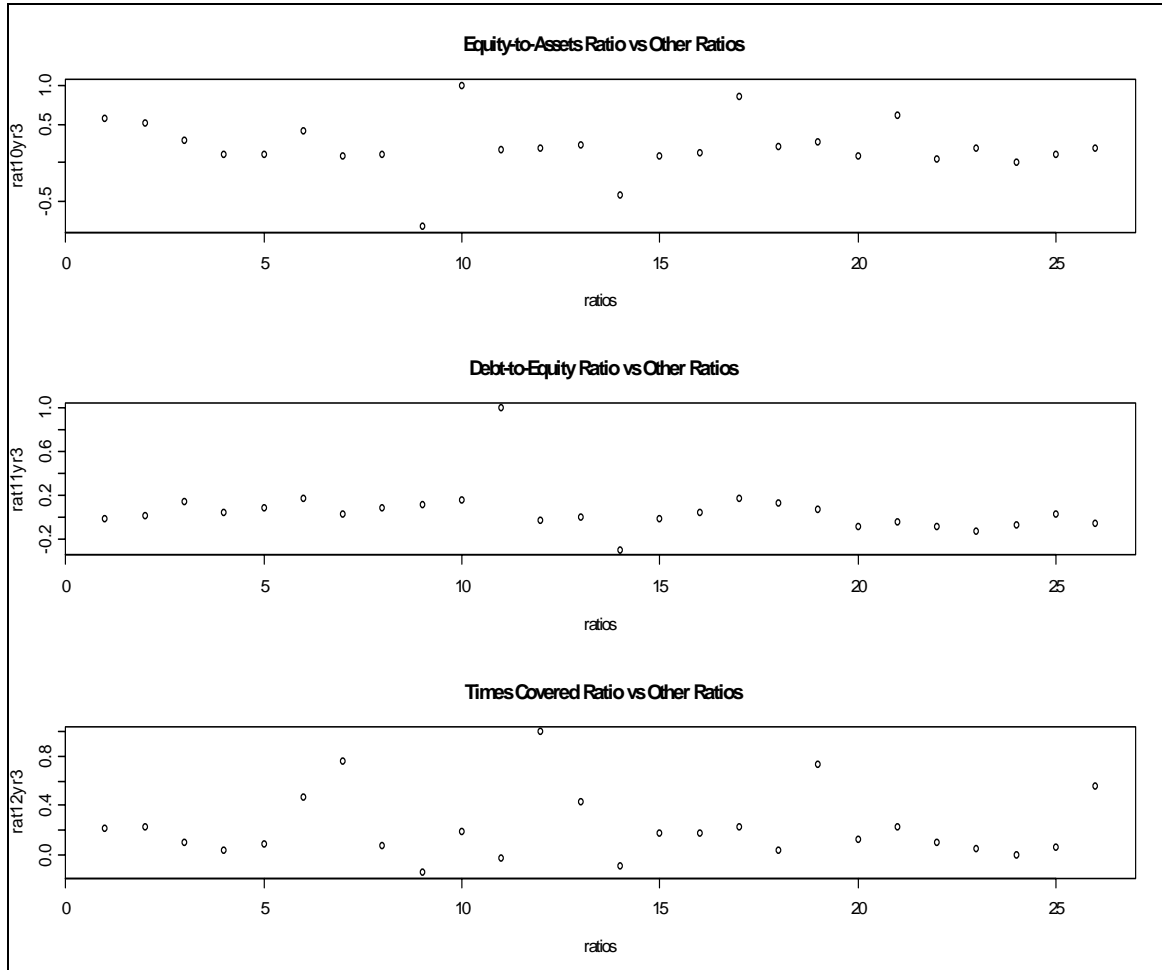 Equity-to-Assets Ratio vs Other Ratios
rat10yr3
1.0
0.5
-0.5
0 5 10 15 20 25
ratios
Debt-to-Equity Ratio vs Other Ratios
rat11yr3
1.0
0.6
0.2
-0.2
0 5 10 15 20 25
ratios
Times Covered Ratio vs Other Ratios
rat12yr3
0.8
0.4
0.0
0 5 10 15 20 25
ratios